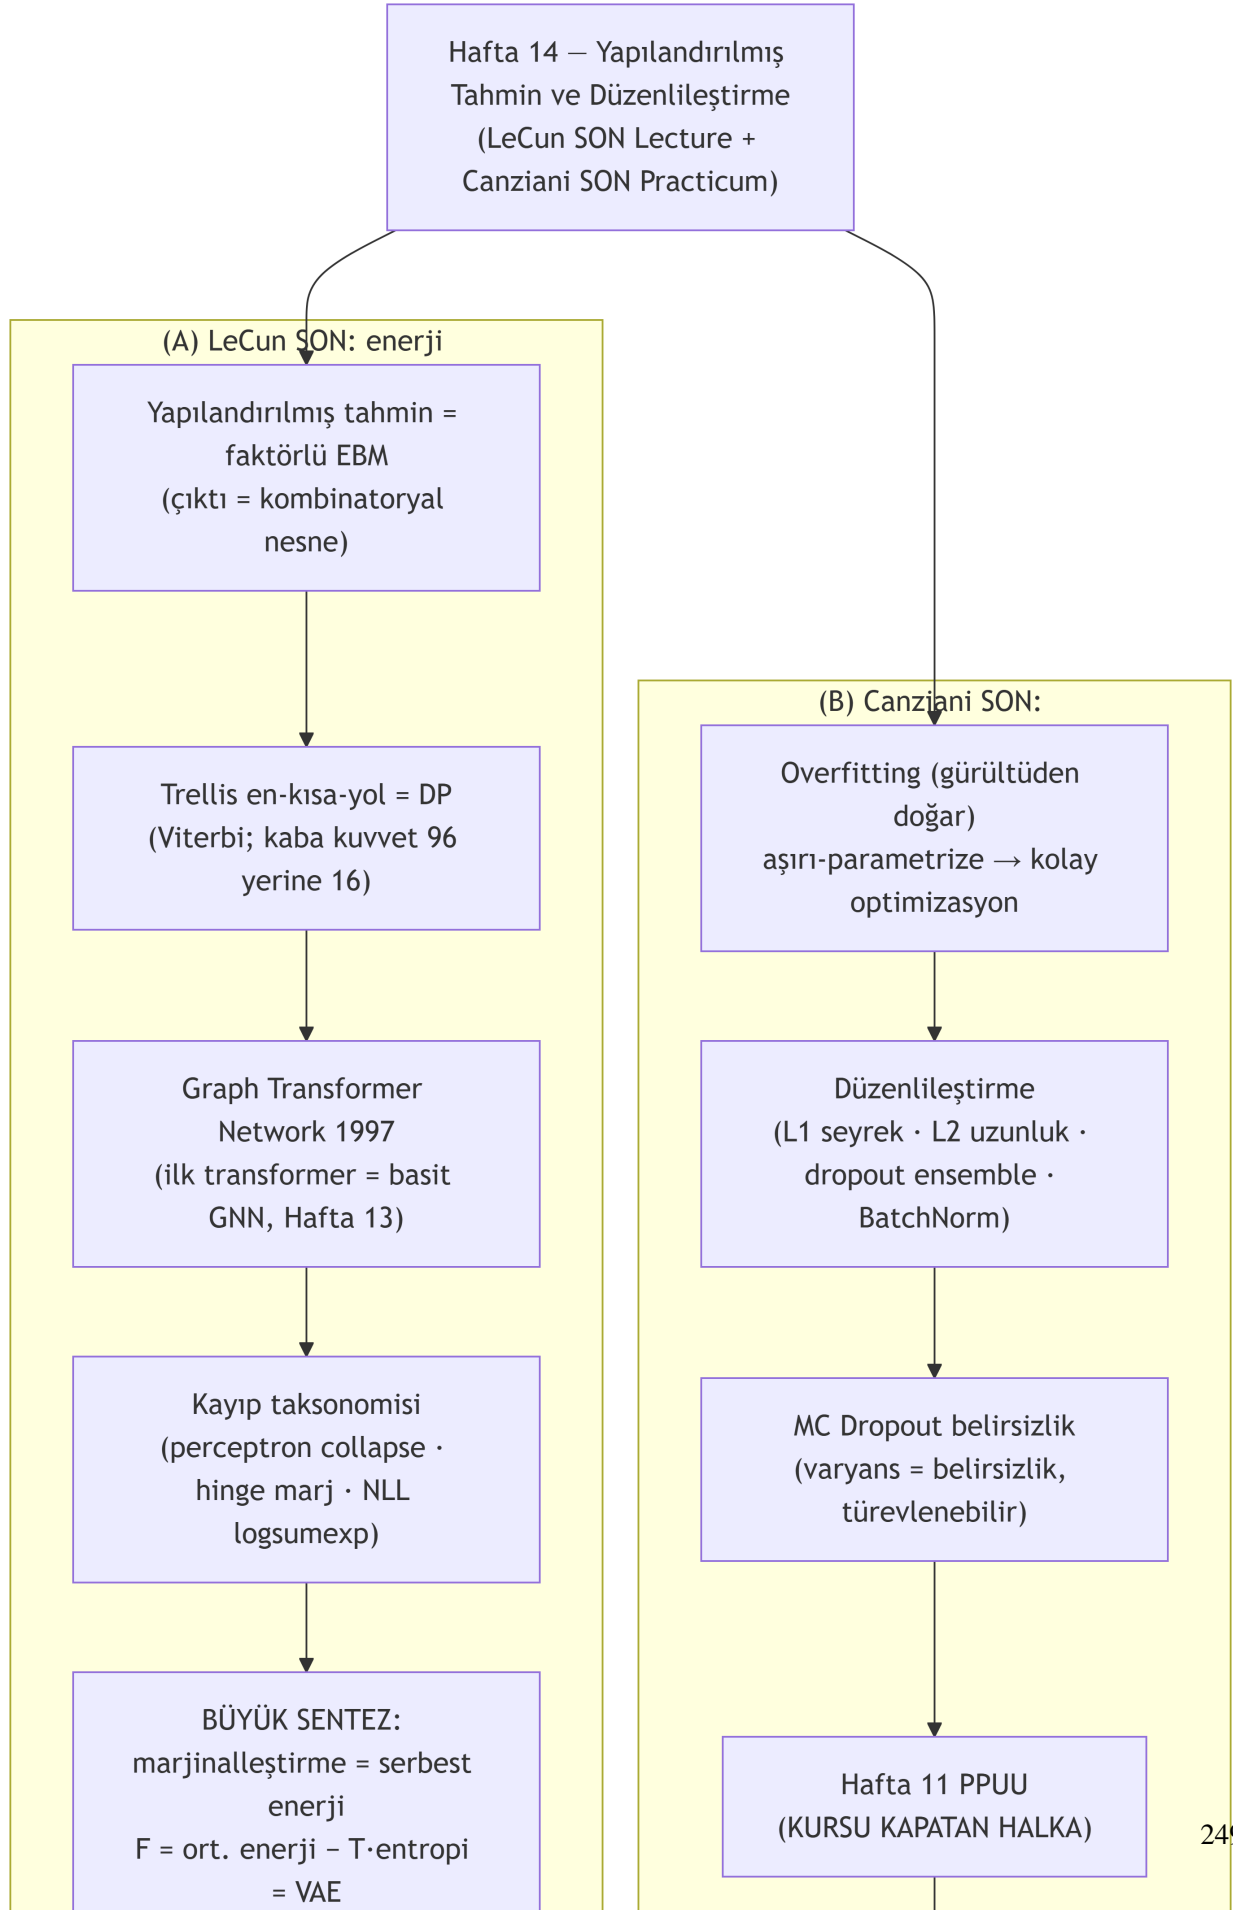 Hafta 14 — Yapılandırılmış
Tahmin ve Düzenlileştirme
(LeCun SON Lecture +
Canziani SON Practicum)
(A) LeCun SON: enerji
Yapılandırılmış tahmin =
faktörlü EBM
(çıktı = kombinatoryal
nesne)
Trellis en-kısa-yol = DP
(Viterbi; kaba kuvvet 96
yerine 16)
Graph Transformer
Network 1997
(ilk transformer = basit
GNN, Hafta 13)
Kayıp taksonomisi
(perceptron collapse ·
hinge marj · NLL
logsumexp)
BÜYÜK SENTEZ:
marjinalleştirme = serbest
enerji
F = ort. enerji − T·entropi
= VAE
(B) Canziani SON:
Overfitting (gürültüden
doğar)
aşırı-parametrize → kolay
optimizasyon
Düzenlileştirme
(L1 seyrek · L2 uzunluk ·
dropout ensemble ·
BatchNorm)
MC Dropout belirsizlik
(varyans = belirsizlik,
türevlenebilir)
Hafta 11 PPUU
(KURSU KAPATAN HALKA)
249